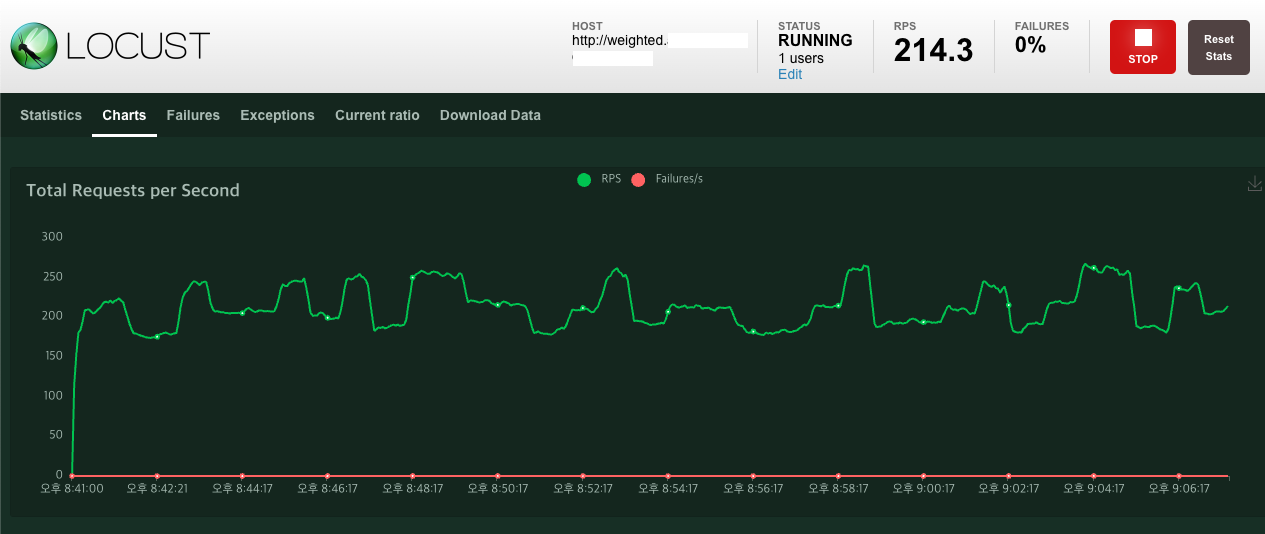 LOCUST
HOST
http://weighted.
STATUS
RUNNING
1 users
Edit
RPS
214.3
FAILURES
0%
STOP
Reset
Stats
Statistics Charts Failures Exceptions Current ratio Download Data
Total Requests per Second
RPS Failures/s
300
250
200
150
100
50
0
오후 8:41:00 오후 8:42:21 오후 8:44:17 오후 8:46:17 오후 8:48:17 오후 8:50:17 오후 8:52:17 오후 8:54:17 오후 8:56:17 오후 8:58:17 오후 9:00:17 오후 9:02:17 오후 9:04:17 오후 9:06:17